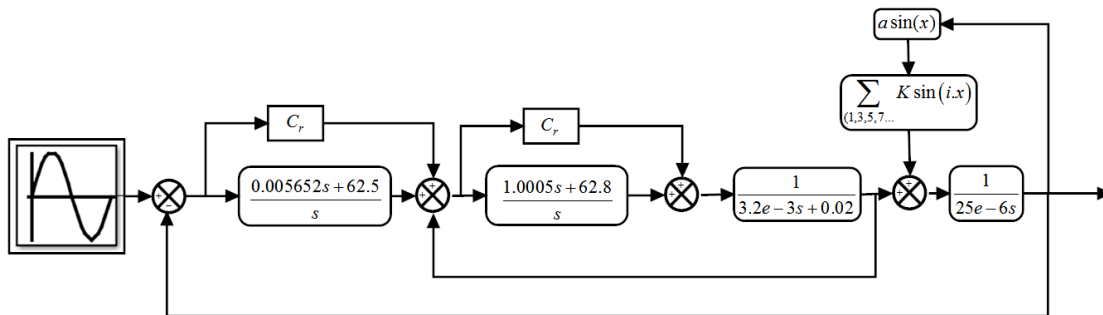 a sin(x)
∑ K sin(i.x)
(1,3,5,7...
C_r
C_r
0.005652s+62.5
s
1.0005s+62.8
s
1
3.2e−3s+0.02
1
25e−6s
+
−
+
+
+
+
+
+
+